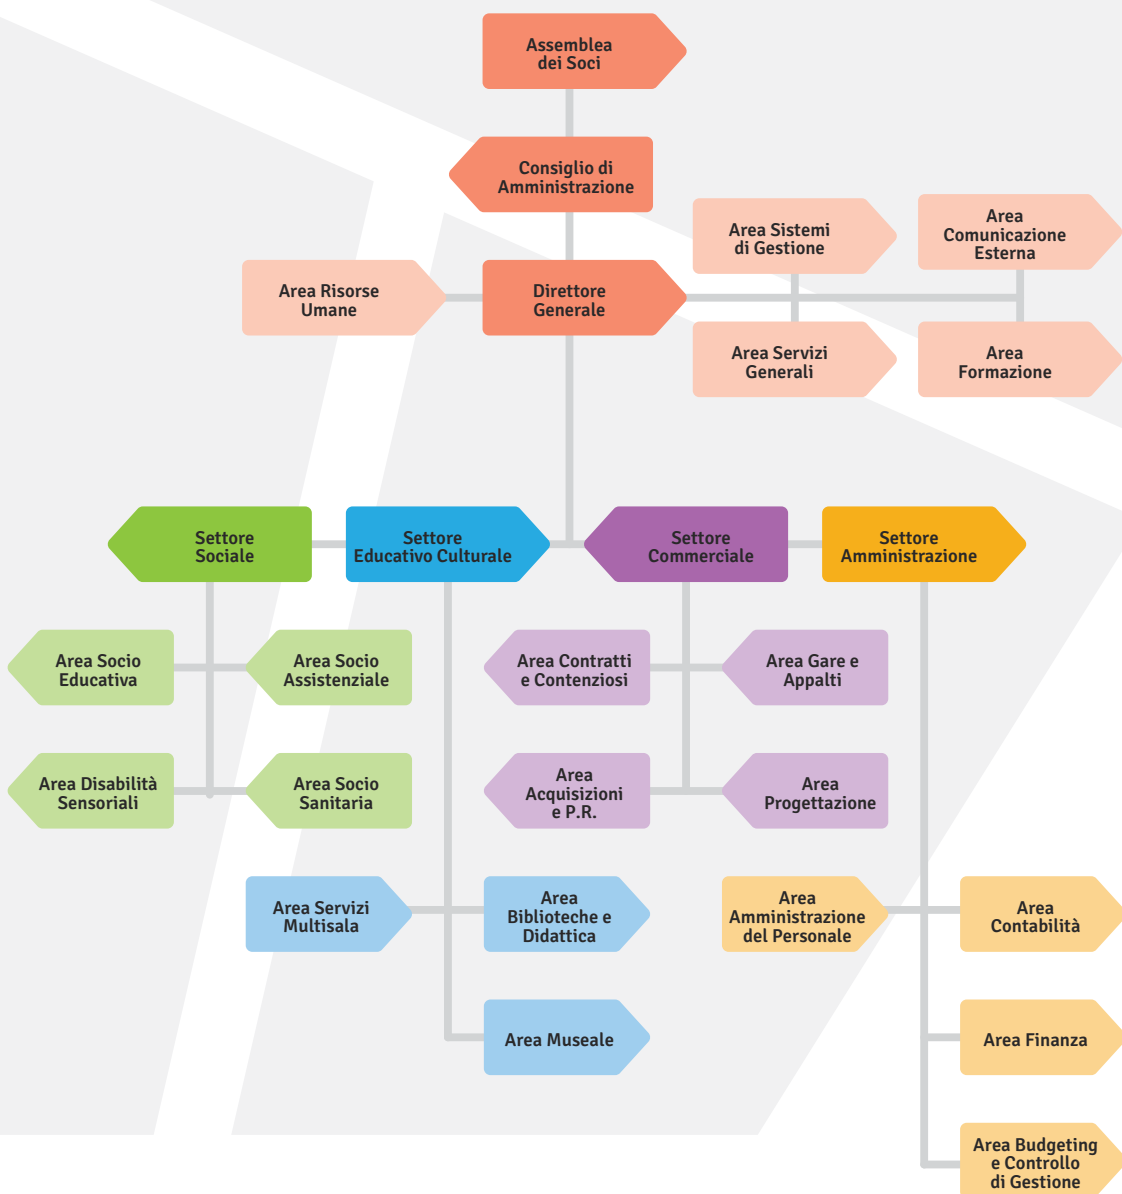 Assemblea
dei Soci
Consiglio di
Amministrazione
Area Sistemi
di Gestione
Area
Comunicazione
Esterna
Area Risorse
Umane
Direttore
Generale
Area Servizi
Generali
Area
Formazione
Settore
Sociale
Settore
Educativo Culturale
Settore
Commerciale
Settore
Amministrazione
Area Socio
Educativa
Area Socio
Assistenziale
Area Contratti
e Contenziosi
Area Gare e
Appalti
Area Disabilità
Sensoriali
Area Socio
Sanitaria
Area
Acquisizioni
e P.R.
Area
Progettazione
Area Servizi
Multisala
Area
Biblioteche e
Didattica
Area
Amministrazione
del Personale
Area
Contabilità
Area Museale
Area Finanza
Area Budgeting
e Controllo
di Gestione